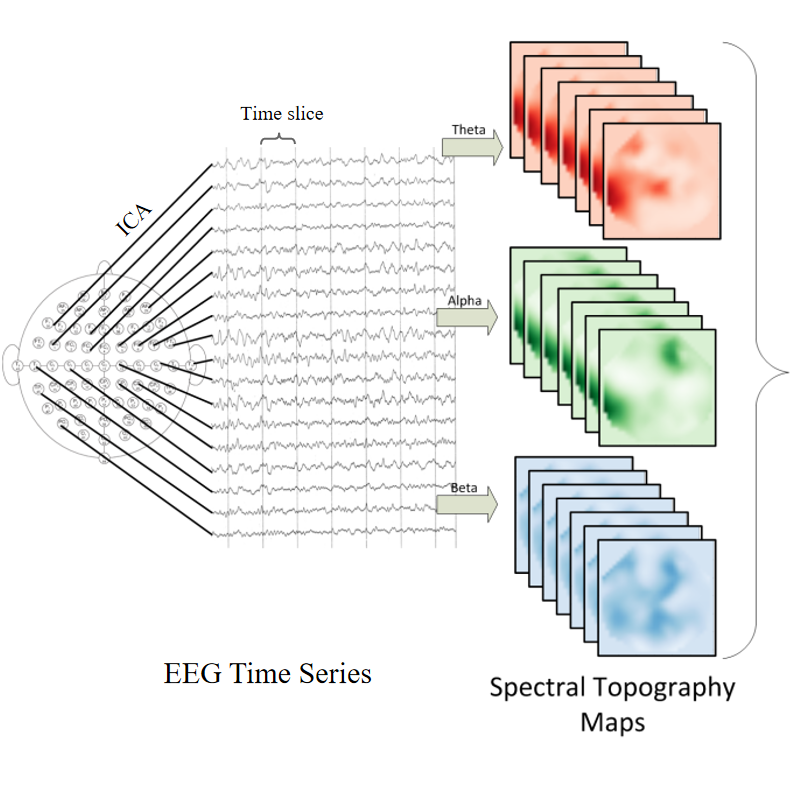 Time slice
Theta
ICA
Alpha
Beta
EEG Time Series
Spectral Topography
Maps